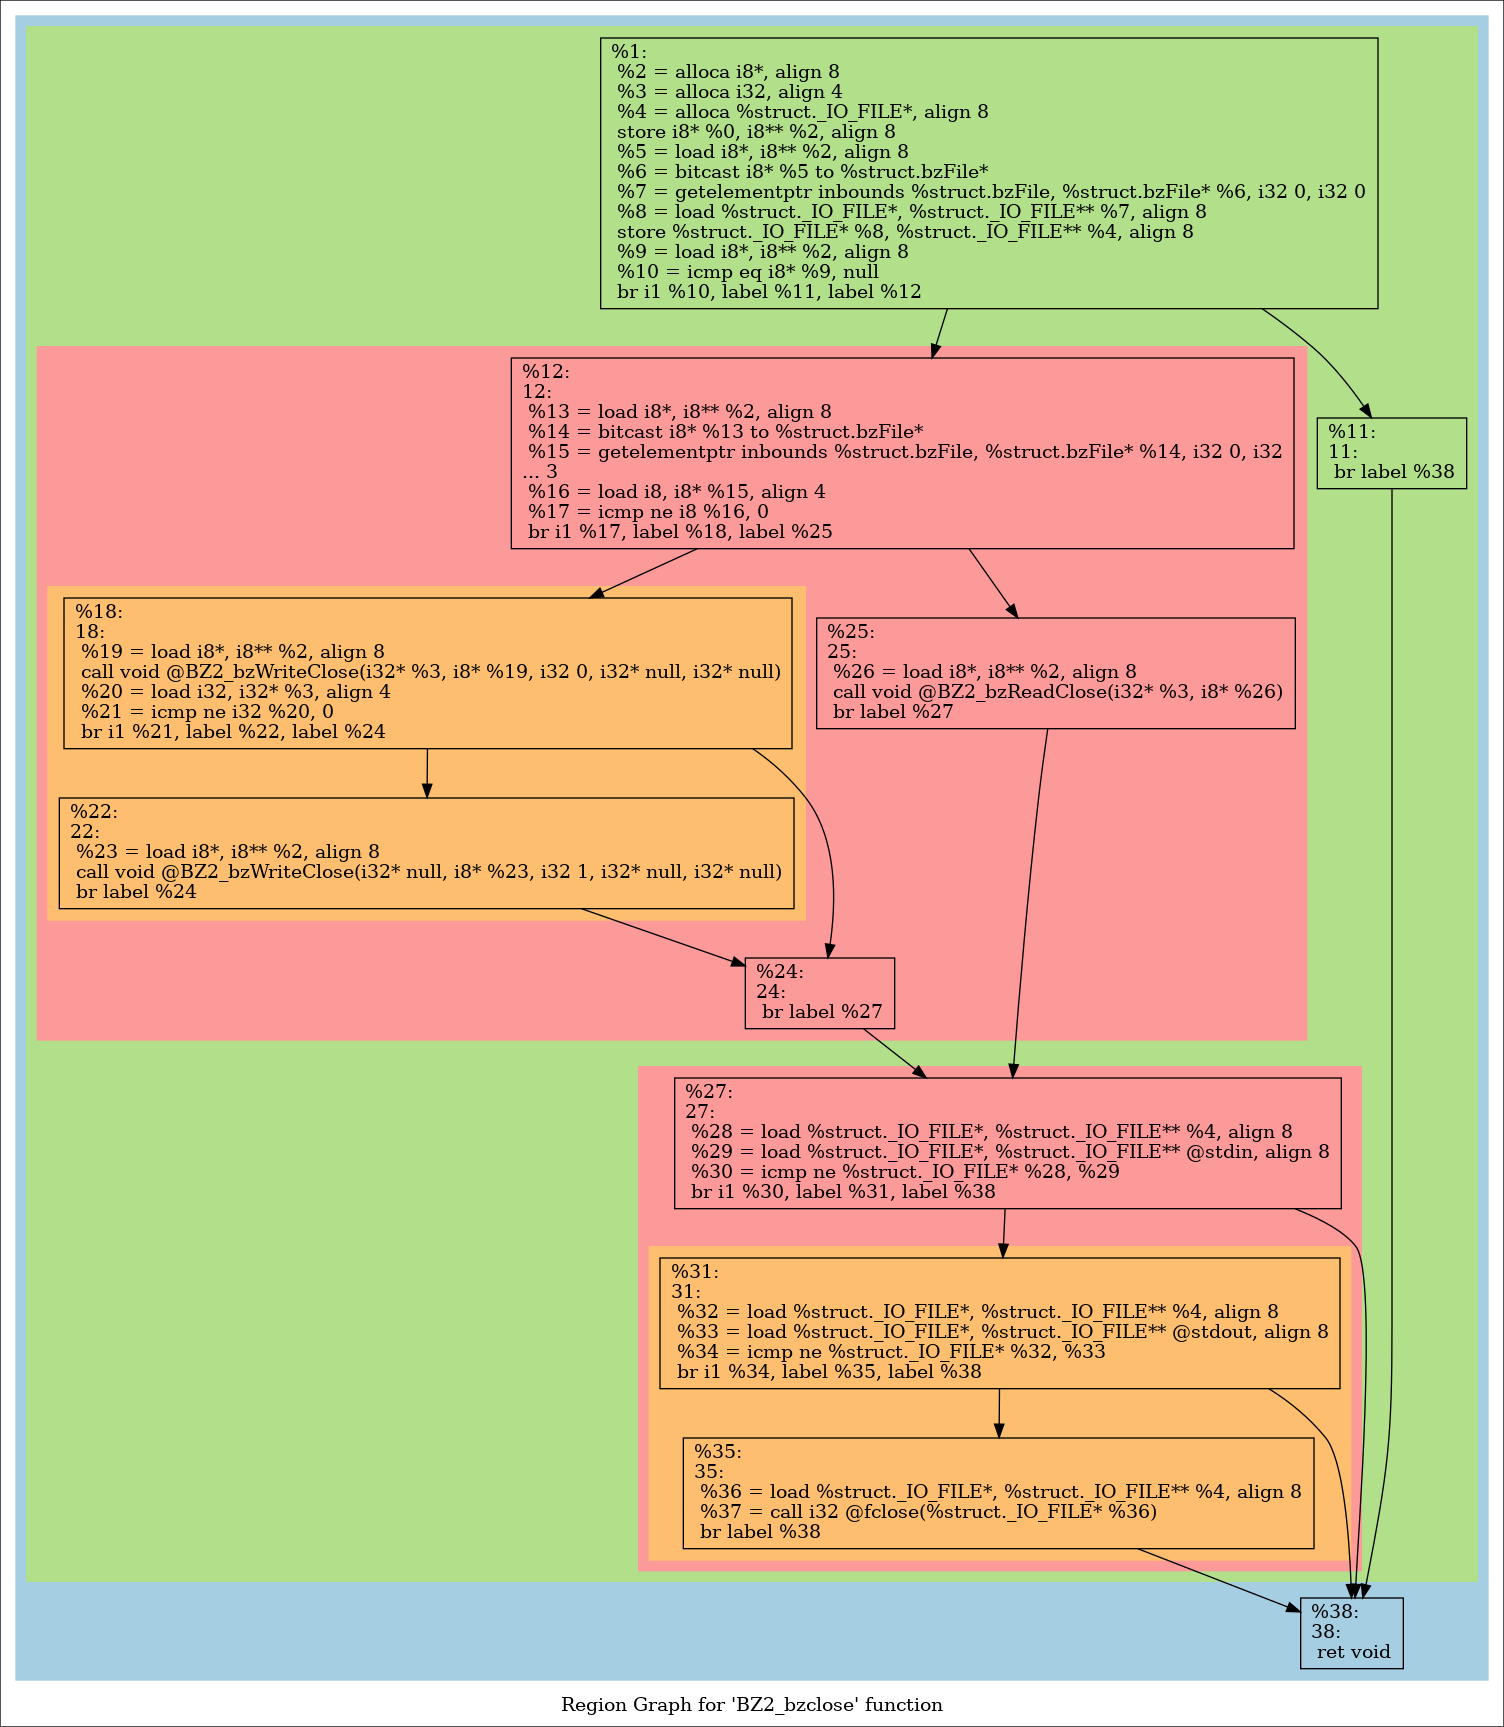 %1:
%2 = alloca i8*, align 8
%3 = alloca i32, align 4
%4 = alloca %struct._IO_FILE*, align 8
store i8* %0, i8** %2, align 8
%5 = load i8*, i8** %2, align 8
%6 = bitcast i8* %5 to %struct.bzFile*
%7 = getelementptr inbounds %struct.bzFile, %struct.bzFile* %6, i32 0, i32 0
%8 = load %struct._IO_FILE*, %struct._IO_FILE** %7, align 8
store %struct._IO_FILE* %8, %struct._IO_FILE** %4, align 8
%9 = load i8*, i8** %2, align 8
%10 = icmp eq i8* %9, null
br i1 %10, label %11, label %12
%12:
12:
%13 = load i8*, i8** %2, align 8
%14 = bitcast i8* %13 to %struct.bzFile*
%15 = getelementptr inbounds %struct.bzFile, %struct.bzFile* %14, i32 0, i32
... 3
%16 = load i8, i8* %15, align 4
%17 = icmp ne i8 %16, 0
br i1 %17, label %18, label %25
%11:
11:
br label %38
%18:
18:
%19 = load i8*, i8** %2, align 8
call void @BZ2_bzWriteClose(i32* %3, i8* %19, i32 0, i32* null, i32* null)
%20 = load i32, i32* %3, align 4
%21 = icmp ne i32 %20, 0
br i1 %21, label %22, label %24
%25:
25:
%26 = load i8*, i8** %2, align 8
call void @BZ2_bzReadClose(i32* %3, i8* %26)
br label %27
%22:
22:
%23 = load i8*, i8** %2, align 8
call void @BZ2_bzWriteClose(i32* null, i8* %23, i32 1, i32* null, i32* null)
br label %24
%24:
24:
br label %27
%27:
27:
%28 = load %struct._IO_FILE*, %struct._IO_FILE** %4, align 8
%29 = load %struct._IO_FILE*, %struct._IO_FILE** @stdin, align 8
%30 = icmp ne %struct._IO_FILE* %28, %29
br i1 %30, label %31, label %38
%31:
31:
%32 = load %struct._IO_FILE*, %struct._IO_FILE** %4, align 8
%33 = load %struct._IO_FILE*, %struct._IO_FILE** @stdout, align 8
%34 = icmp ne %struct._IO_FILE* %32, %33
br i1 %34, label %35, label %38
%35:
35:
%36 = load %struct._IO_FILE*, %struct._IO_FILE** %4, align 8
%37 = call i32 @fclose(%struct._IO_FILE* %36)
br label %38
%38:
38:
ret void
Region Graph for 'BZ2_bzclose' function